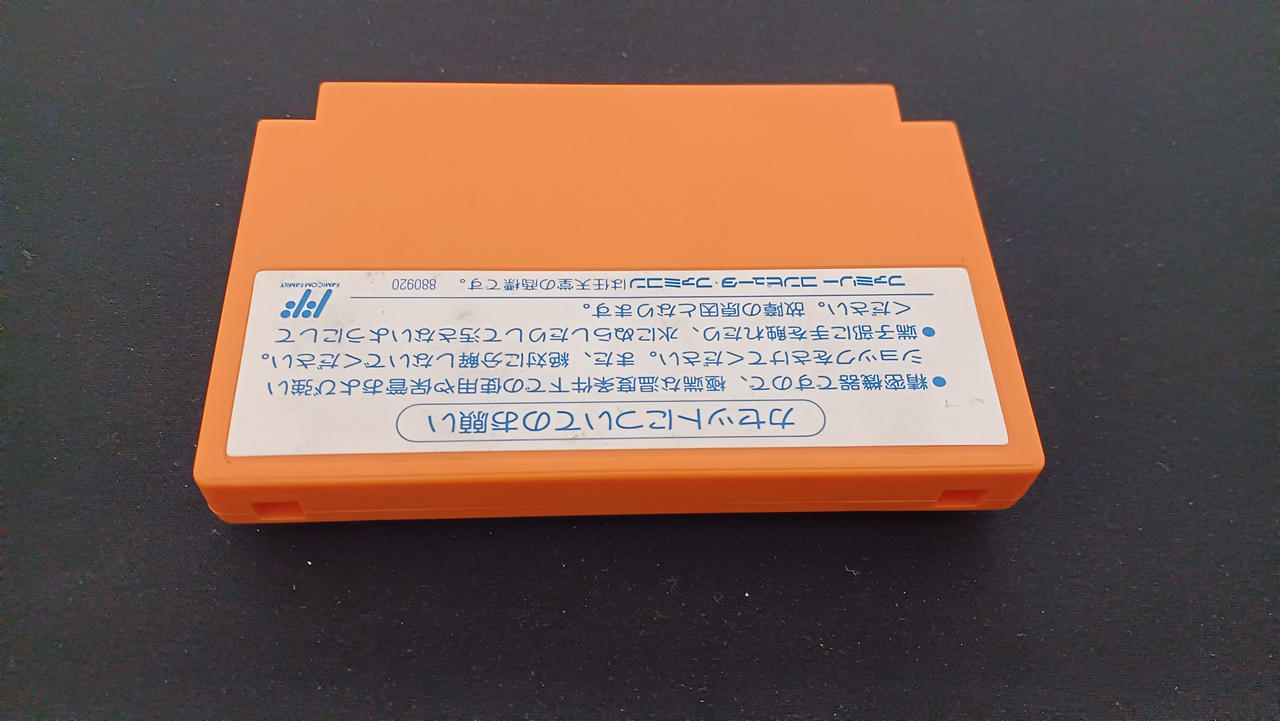 カセットについてのお願い
●精密機器ですので、極端な温度条件下での使用や保管および強い
ショックをさけてください。また、絶対に分解しないでください。
●端子部に手を触れたり、水にぬらしたりして汚さないようにして
ください。故障の原因となります。
ファミリー コンピュータ・ファミコンは任天堂の商標です。 880920
FAMICOM FAMILY